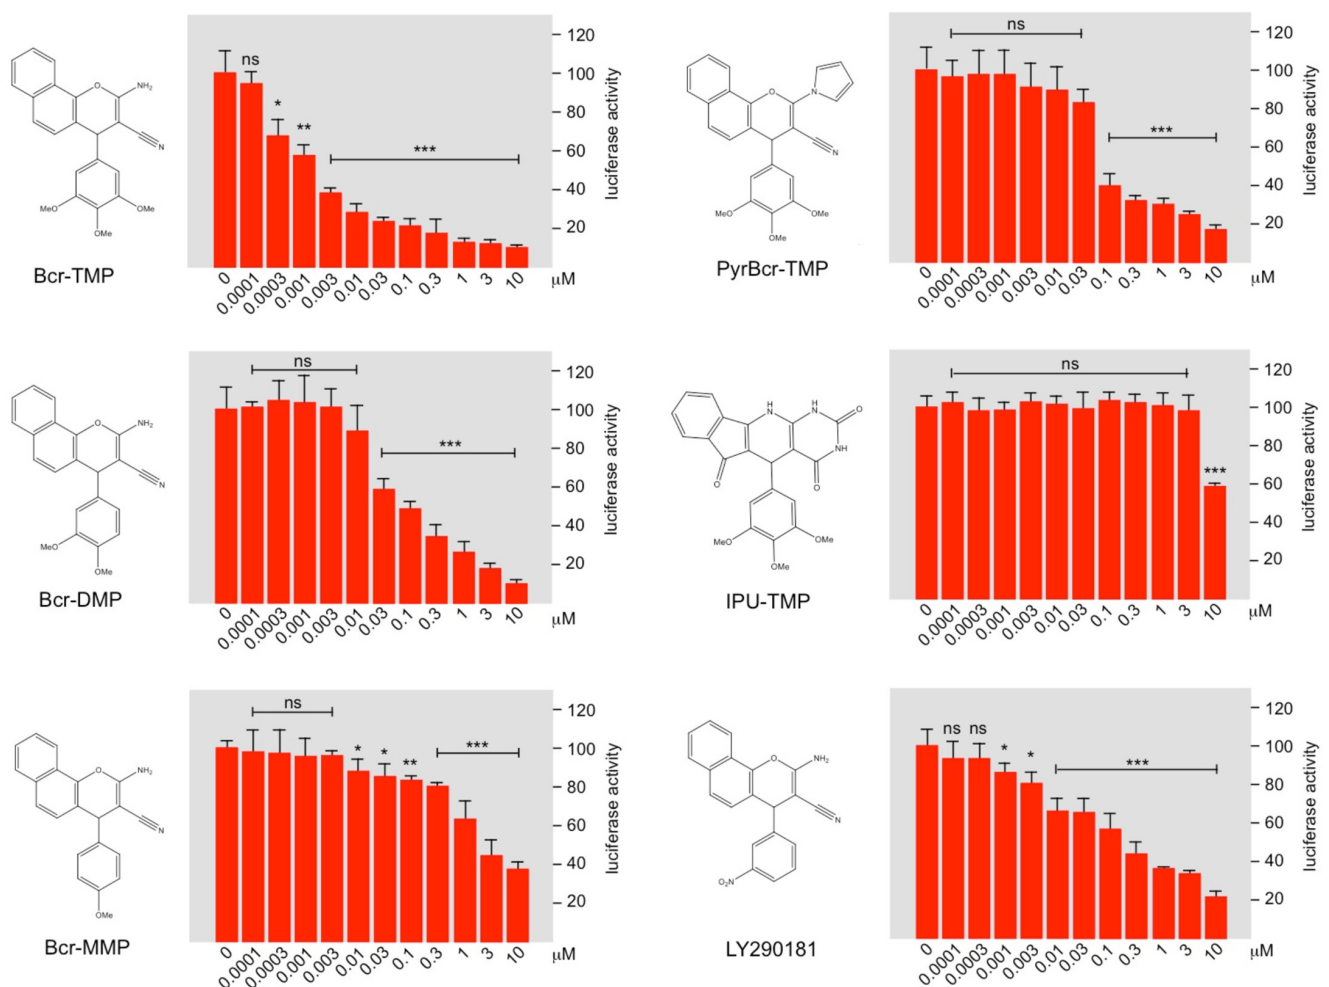 120
ns
100
*
80
**
60
***
40
20
luciferase activity
O
NH₂
N
MeO
OMe
OMe
Bcr-TMP
0
0.0001
0.0003
0.001
0.003
0.01
0.03
0.1
0.3
1
3
10
μM
ns
120
100
80
***
60
40
20
luciferase activity
N
O
N
MeO
OMe
OMe
PyrBcr-TMP
0
0.0001
0.0003
0.001
0.003
0.01
0.03
0.1
0.3
1
3
10
μM
ns
120
100
80
***
60
40
20
luciferase activity
O
NH₂
N
MeO
OMe
Bcr-DMP
0
0.0001
0.0003
0.001
0.003
0.01
0.03
0.1
0.3
1
3
10
μM
ns
120
100
80
***
60
40
20
luciferase activity
H
N
H
N
O
NH
O
O
MeO
OMe
OMe
IPU-TMP
0
0.0001
0.0003
0.001
0.003
0.01
0.03
0.1
0.3
1
3
10
μM
ns
120
100
*
*
**
***
80
60
40
20
luciferase activity
O
NH₂
N
OMe
Bcr-MMP
0
0.0001
0.0003
0.001
0.003
0.01
0.03
0.1
0.3
1
3
10
μM
120
ns
ns
100
*
*
***
80
60
40
20
luciferase activity
O
NH₂
N
O₂N
LY290181
0
0.0001
0.0003
0.001
0.003
0.01
0.03
0.1
0.3
1
3
10
μM